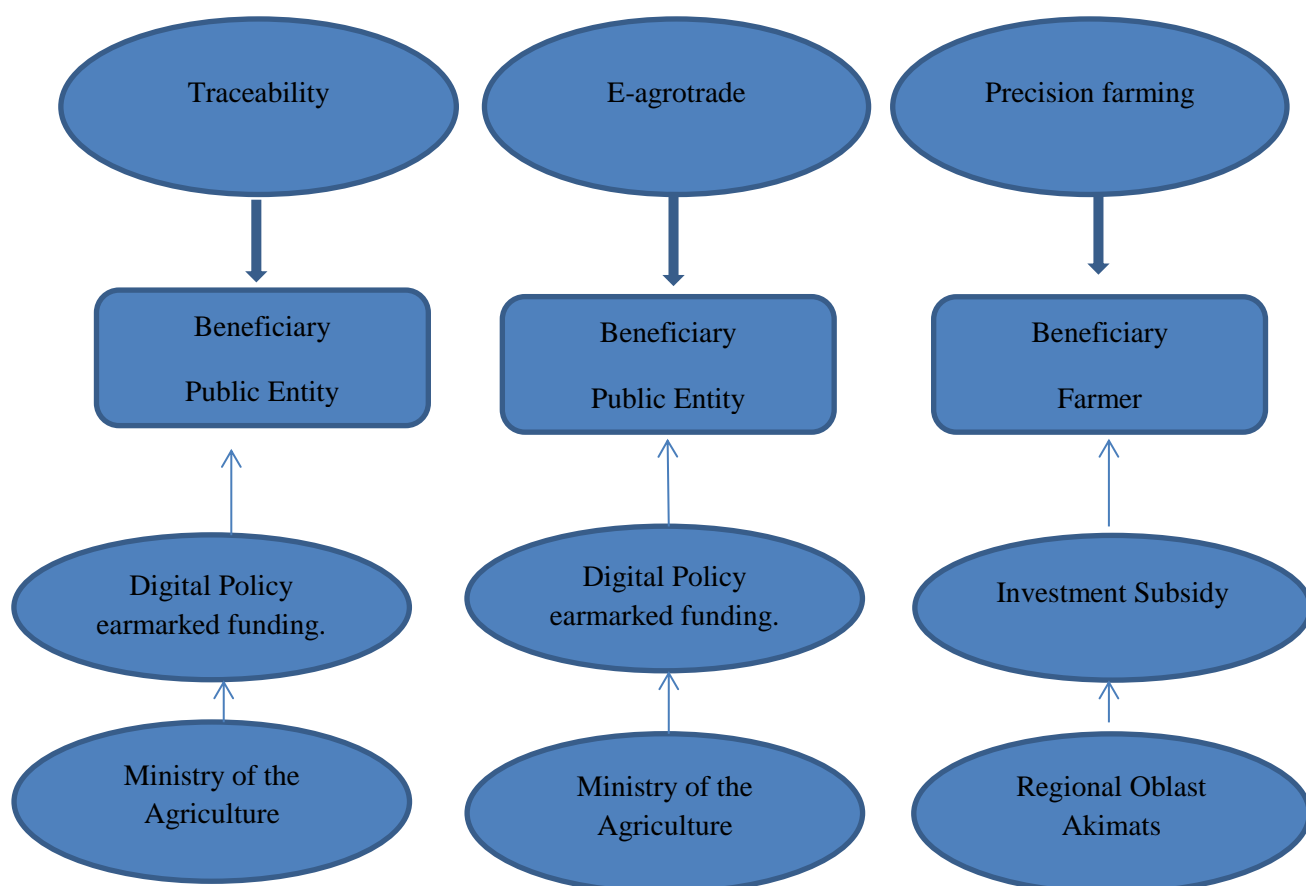 Traceability
E-agrotrade
Precision farming
Beneficiary
Public Entity
Beneficiary
Public Entity
Beneficiary
Farmer
Digital Policy
earmarked funding.
Digital Policy
earmarked funding.
Investment Subsidy
Ministry of the
Agriculture
Ministry of the
Agriculture
Regional Oblast
Akimats